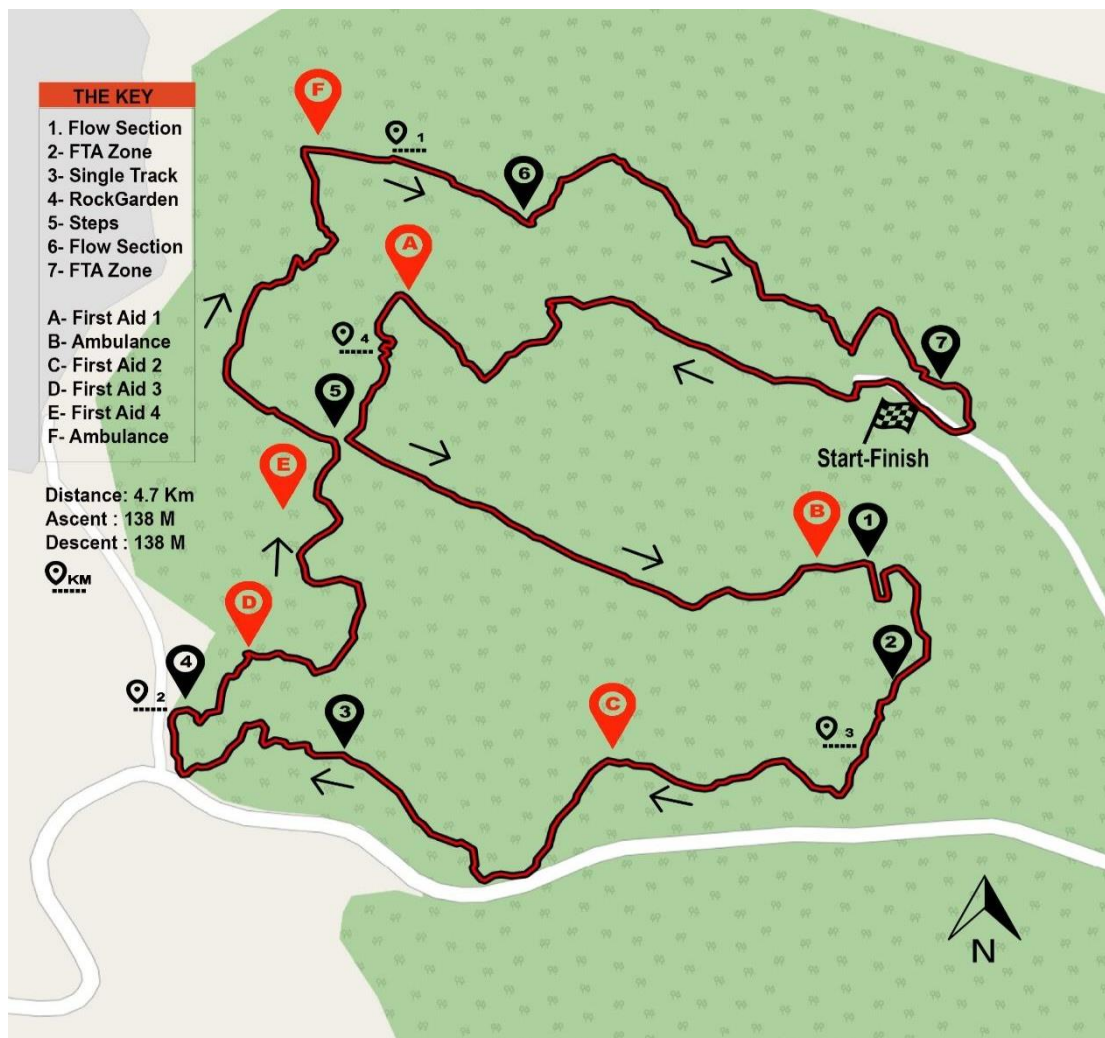 THE KEY
1. Flow Section
2- FTA Zone
3- Single Track
4- RockGarden
5- Steps
6- Flow Section
7- FTA Zone
A- First Aid 1
B- Ambulance
C- First Aid 2
D- First Aid 3
E- First Aid 4
F- Ambulance
Distance: 4.7 Km
Ascent : 138 M
Descent : 138 M
KM
F
1
6
A
4
7
5
Start-Finish
E
B
1
D
2
4
2
C
3
3
N